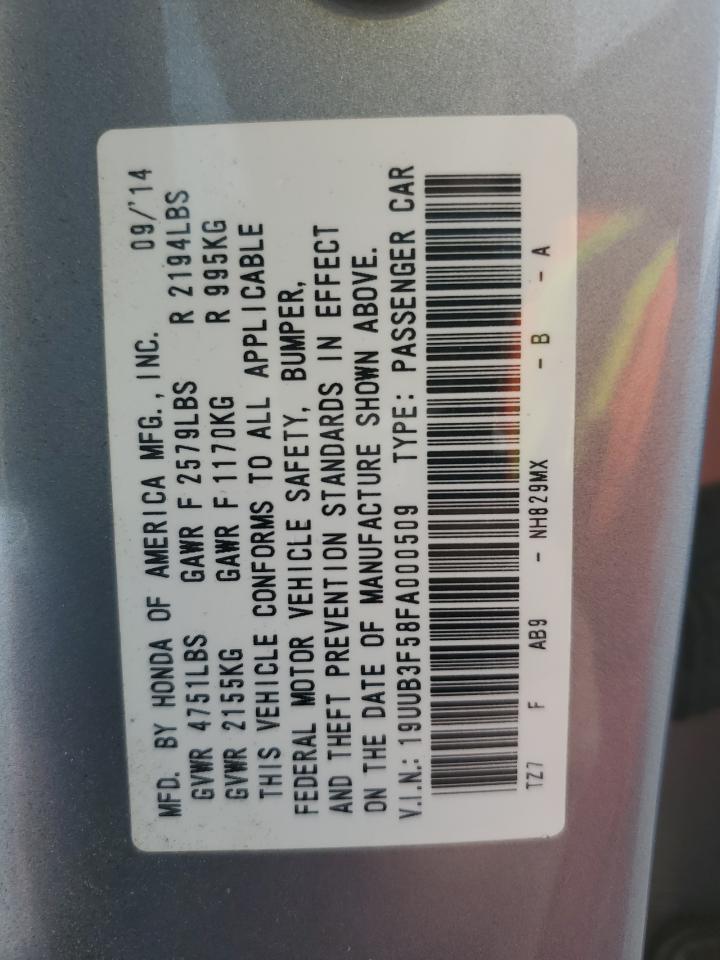 MFD. BY HONDA OF AMERICA MFG., INC. 09/'14
GVWR 4751LBS GAWR F 2579LBS R 2194LBS
GVWR 2155KG GAWR F 1170KG R 995KG
THIS VEHICLE CONFORMS TO ALL APPLICABLE
FEDERAL MOTOR VEHICLE SAFETY, BUMPER,
AND THEFT PREVENTION STANDARDS IN EFFECT
ON THE DATE OF MANUFACTURE SHOWN ABOVE.
V.I.N.: 19UUB3F58FA000509 TYPE: PASSENGER CAR
TZ7 F AB9 - NH829MX - B - A